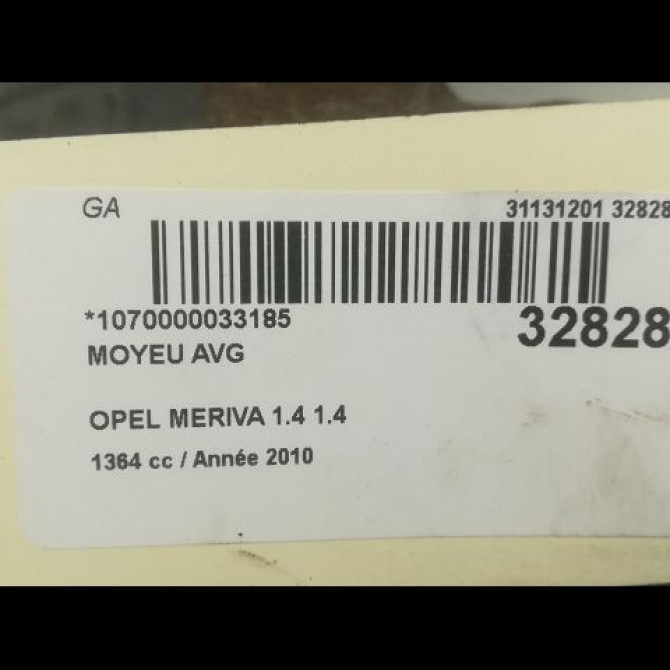 GA 31131201 32828
*1070000033185 32828
MOYEU AVG
OPEL MERIVA 1.4 1.4
1364 cc / Année 2010